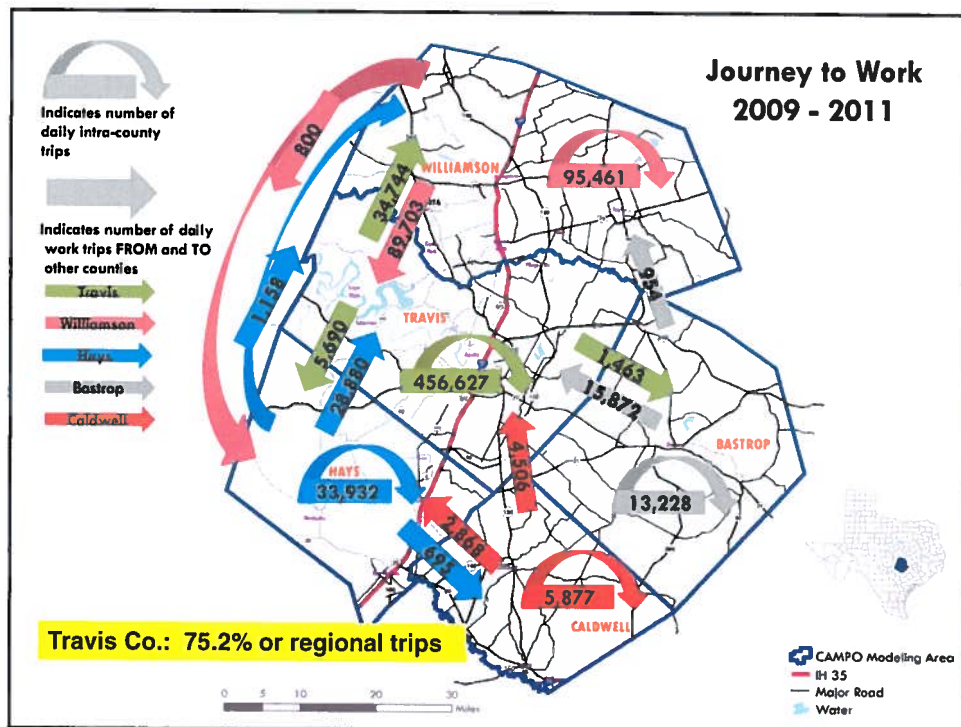 Journey to Work
2009 - 2011
Indicates number of
daily intra-county
trips
Indicates number of daily
work trips FROM and TO
other counties
Travis
Williamson
Hays
Bastrop
Caldwell
800
34,744
WILLIAMSON
95,461
89,703
1,158
954
TRAVIS
5,690
28,880
456,627
1,463
15,872
BASTROP
4,506
HAYS
33,932
13,228
2,868
695
5,877
CALDWELL
Travis Co.: 75.2% or regional trips
0 5 10 20 30
Miles
CAMPO Modeling Area
IH 35
Major Road
Water